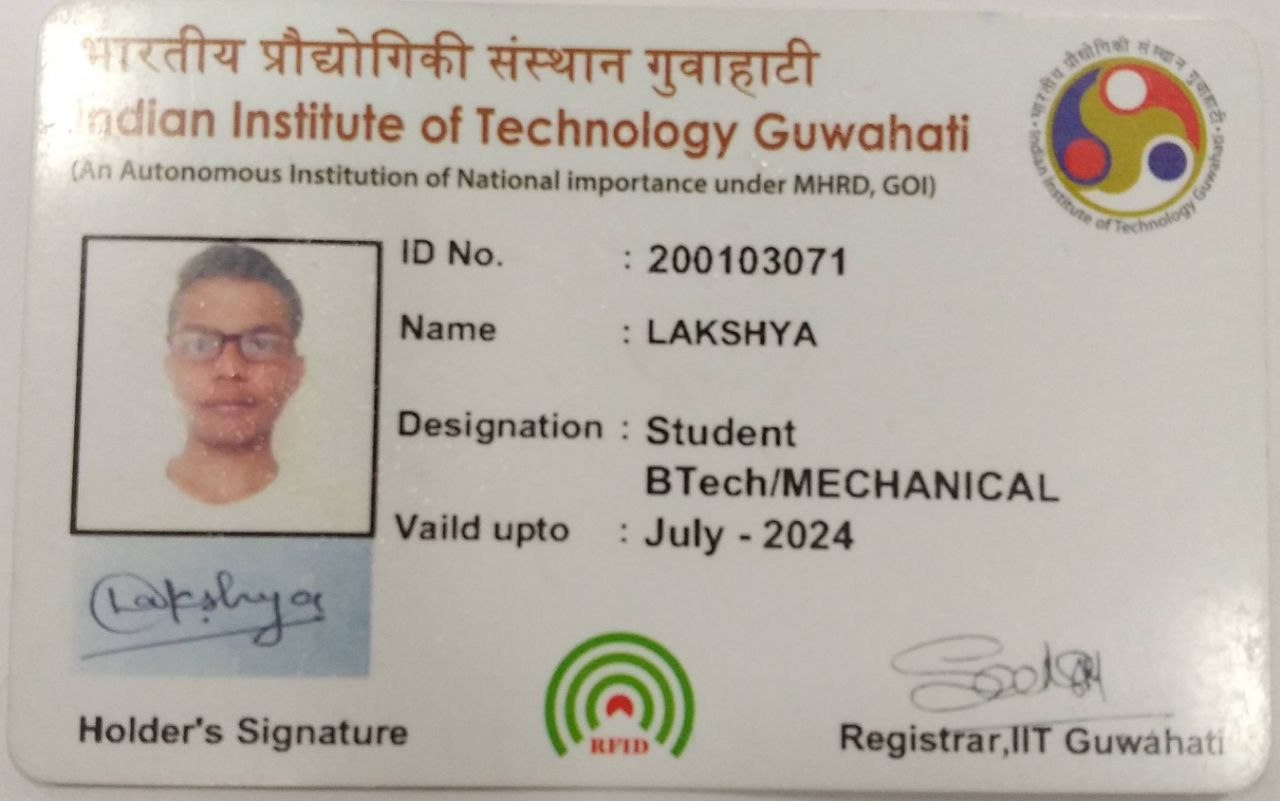 भारतीय प्रौद्योगिकी संस्थान गुवाहाटी
Indian Institute of Technology Guwahati
(An Autonomous Institution of National importance under MHRD, GOI)
भारतीय प्रौद्योगिकी संस्थान गुवाहाटी
Indian Institute of Technology Guwahati
ID No. : 200103071
Name : LAKSHYA
Designation : Student
BTech/MECHANICAL
Vaild upto : July - 2024
Lakshya
RFID
Holder's Signature
Registrar,IIT Guwahati